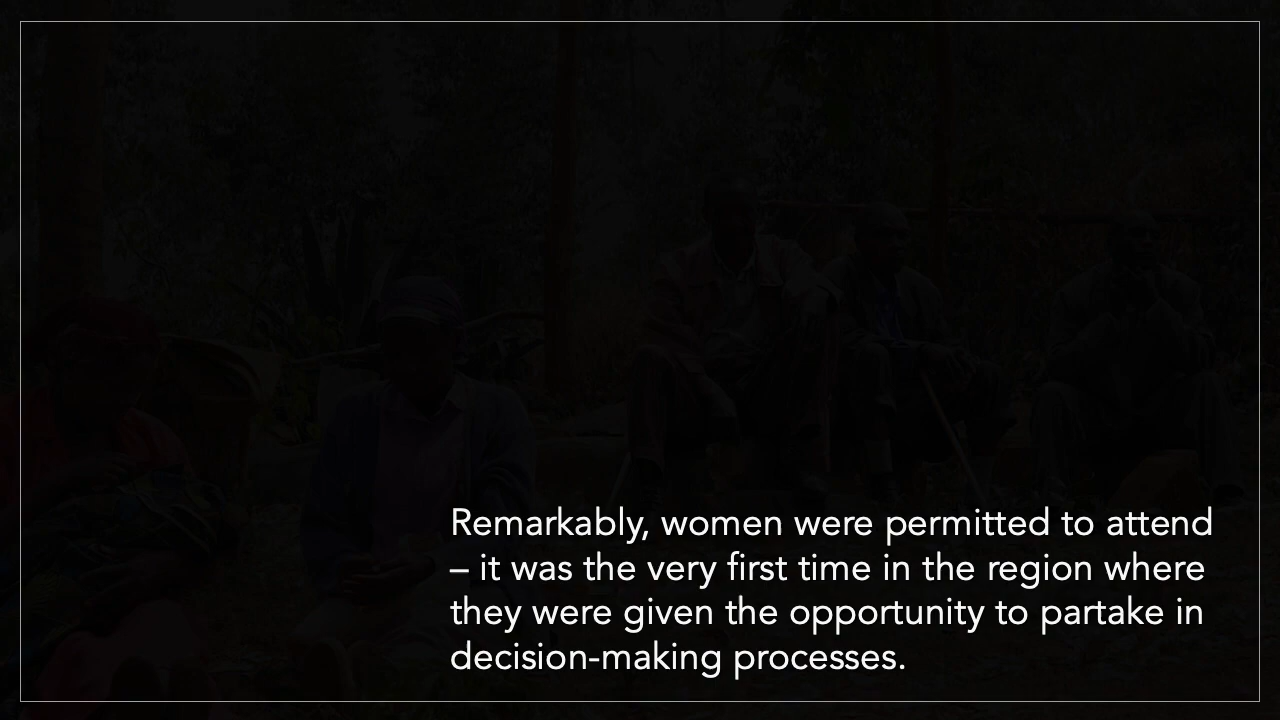 Remarkably, women were permitted to attend
– it was the very first time in the region where
they were given the opportunity to partake in
decision-making processes.